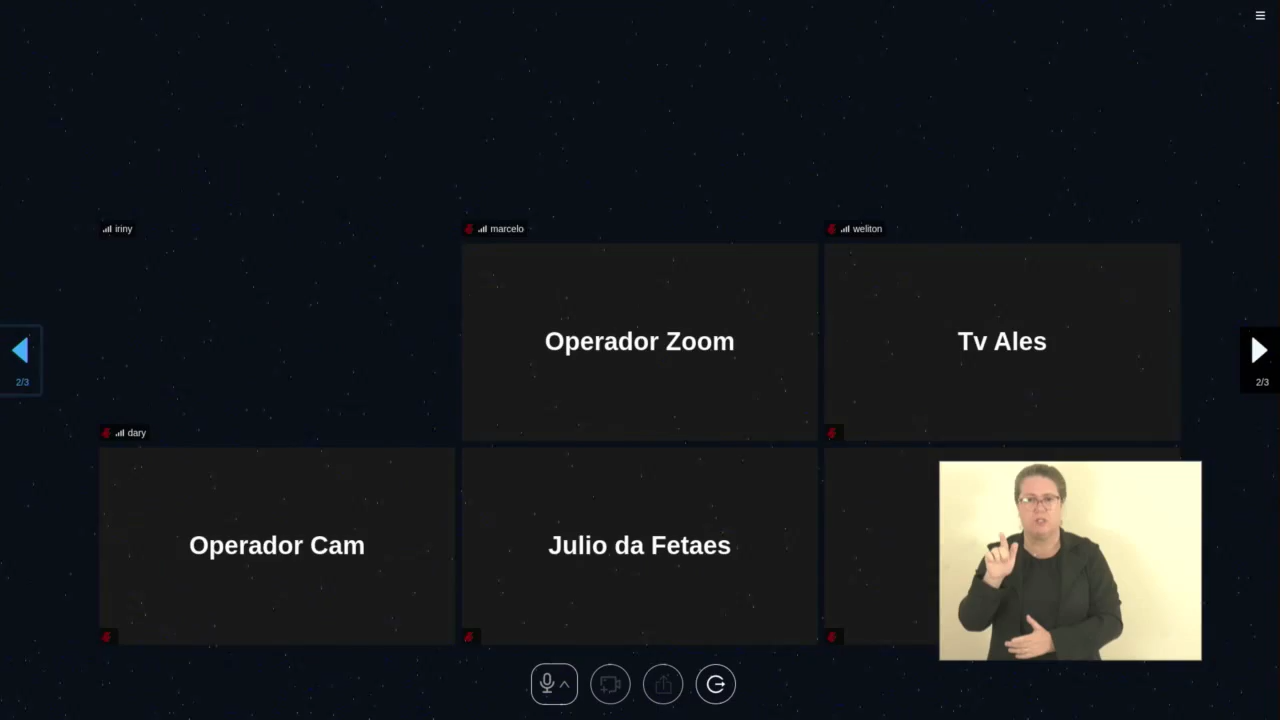 iriny
marcelo
weliton
Operador Zoom
Tv Ales
2/3
2/3
dary
Operador Cam
Julio da Fetaes